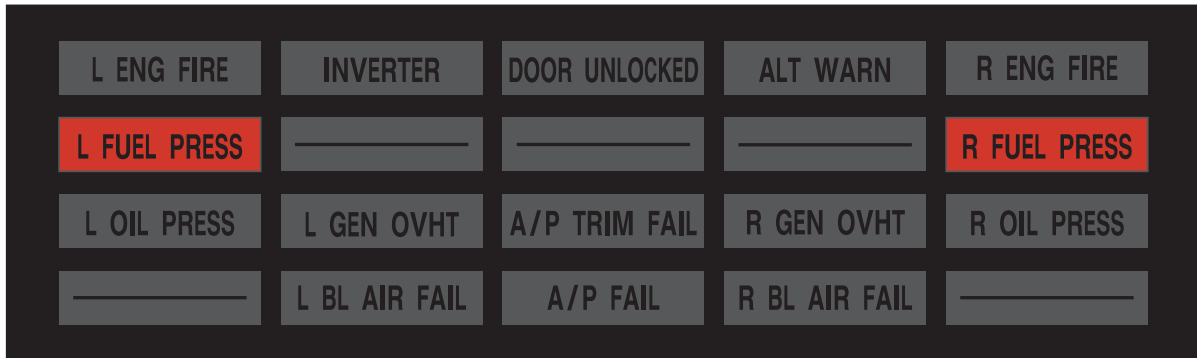 L ENG FIRE INVERTER DOOR UNLOCKED ALT WARN R ENG FIRE
L FUEL PRESS R FUEL PRESS
L OIL PRESS L GEN OVHT A/P TRIM FAIL R GEN OVHT R OIL PRESS
L BL AIR FAIL A/P FAIL R BL AIR FAIL